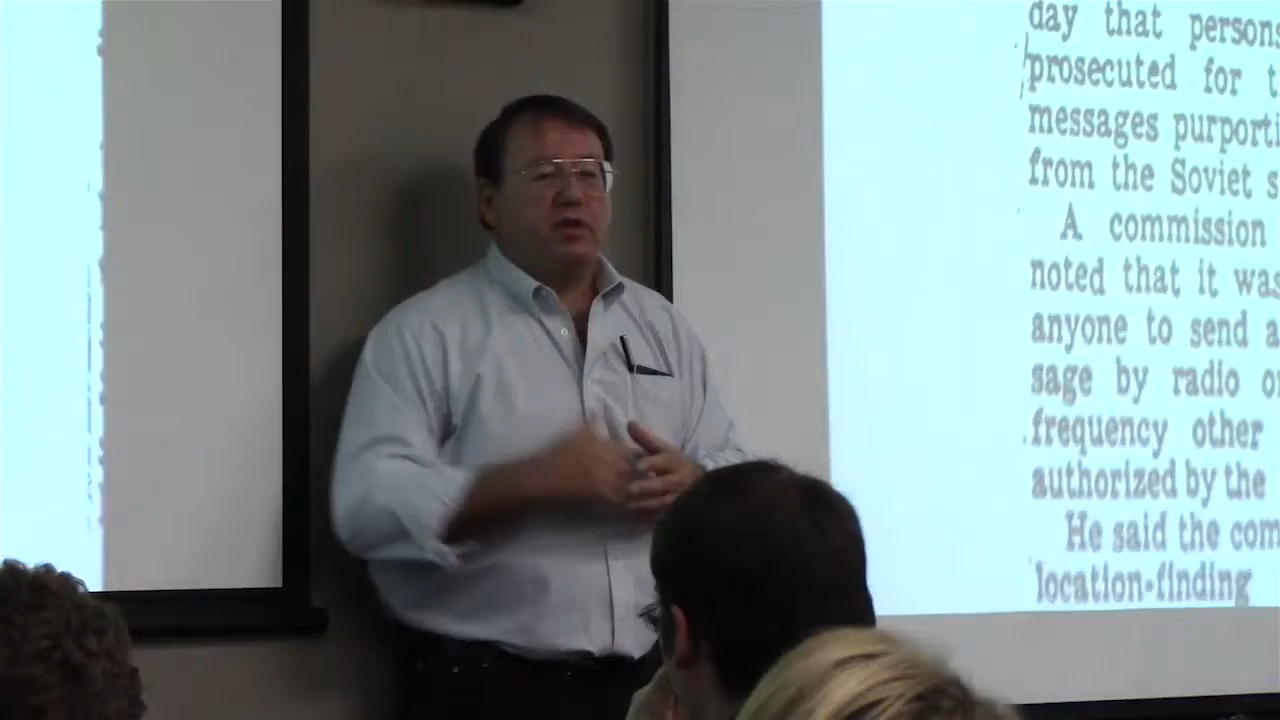 day that persons
prosecuted for t
messages purporti
from the Soviet s
A commission
noted that it was
anyone to send a
sage by radio o
frequency other
authorized by the
He said the com
location-finding